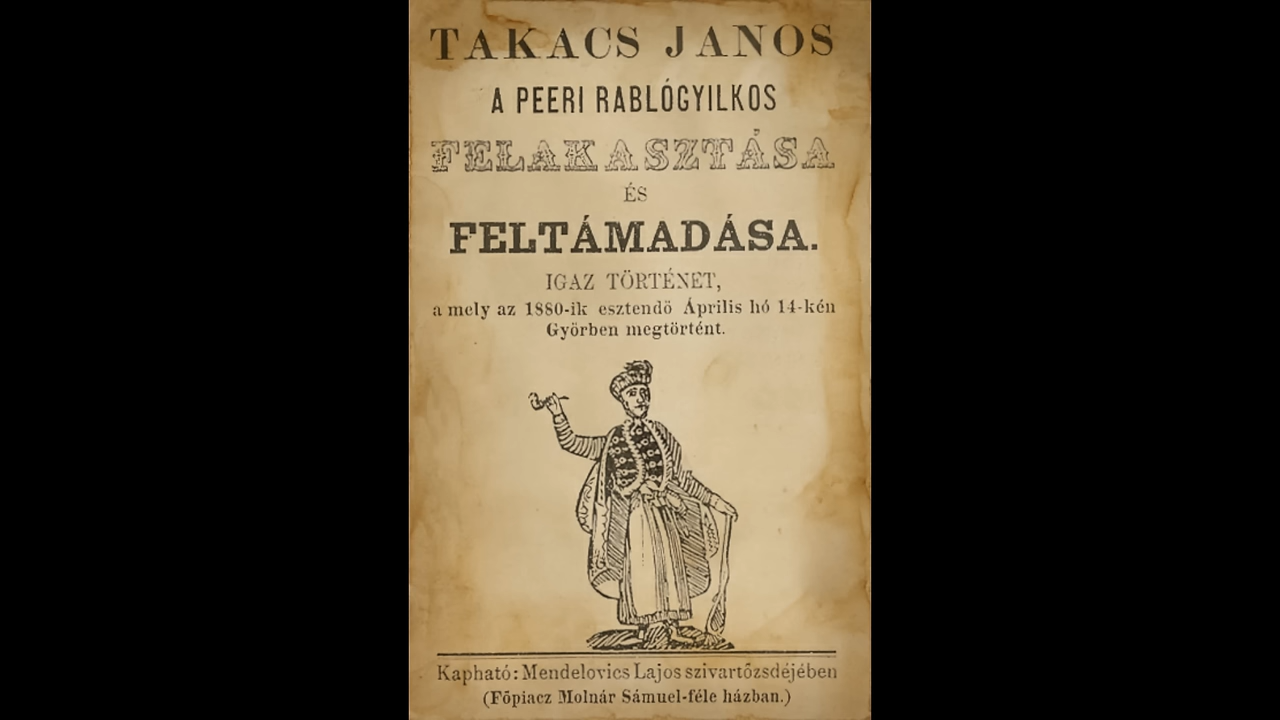 TAKACS JANOS
A PEERI RABLÓGYILKOS
FELAKASZTÁSA
ÉS
FELTÁMADÁSA.
IGAZ TÖRTÉNET,
a mely az 1880-ik esztendö Április hó 14-kén
Györben megtörtént.
Kapható: Mendelovics Lajos szivartőzsdéjében
(Főpiacz Molnár Sámuel-féle házban.)